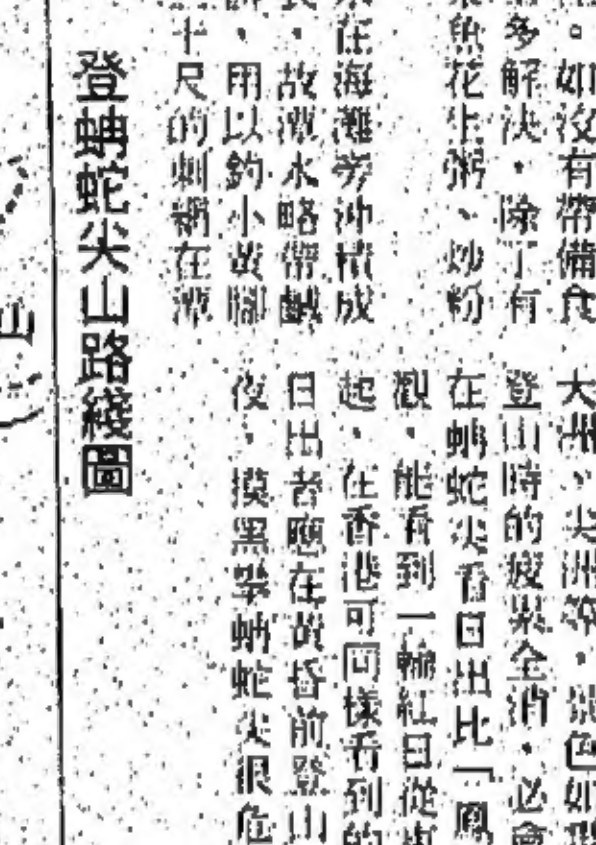 。如沒有帶備食
多解決，除了有
魚花生粥、炒粉
在海灘旁沖積成
，故潭水略帶鹹
，用以釣小黃腳
十尺的刺網在潭
大洲、尖洲等，
登山時的疲累全消，必會
在蚺蛇尖看日出比「鳳
觀，能看到一輪紅日從東
起，在香港可同樣看到的
日出者應在黃昏前登山
夜，摸黑攀蚺蛇尖很危
登蚺蛇尖山路綫圖
山